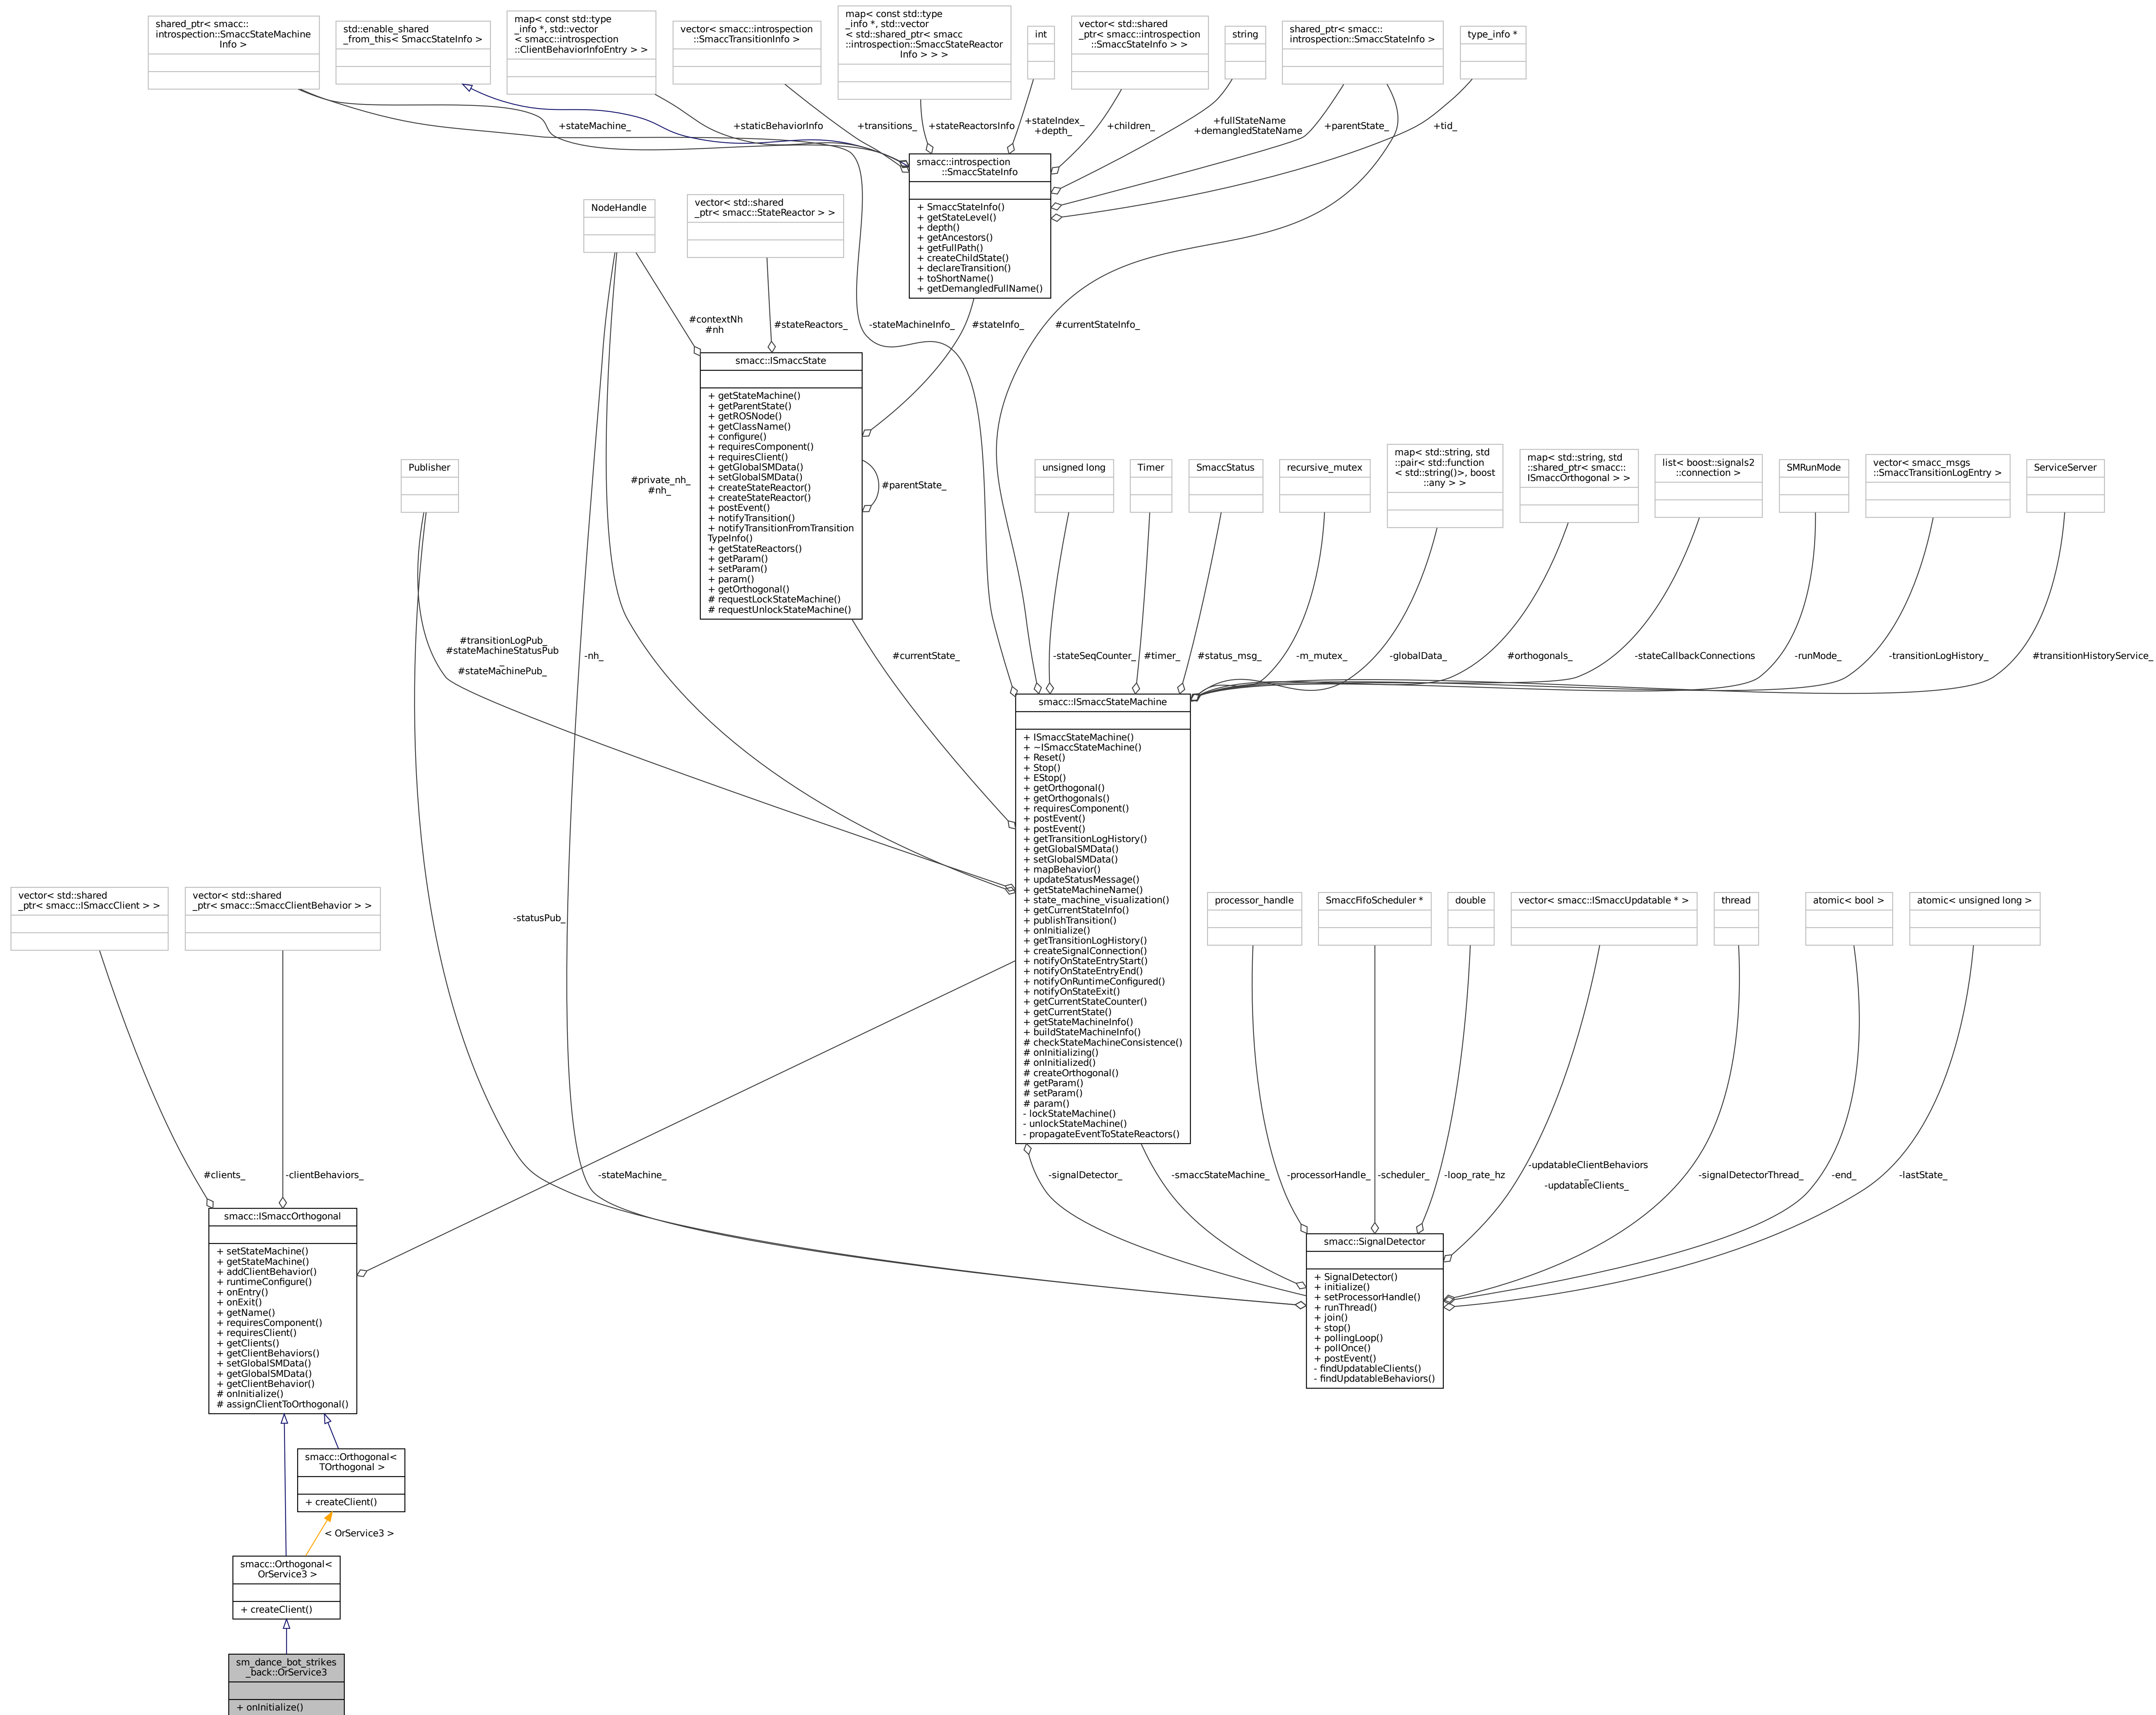 shared_ptr< smacc::
introspection::SmaccStateMachine
Info >
std::enable_shared
_from_this< SmaccStateInfo >
map< const std::type
_info *, std::vector
< smacc::introspection
::ClientBehaviorInfoEntry > >
vector< smacc::introspection
::SmaccTransitionInfo >
map< const std::type
_info *, std::vector
< std::shared_ptr< smacc
::introspection::SmaccStateReactor
Info > > >
int
vector< std::shared
_ptr< smacc::introspection
::SmaccStateInfo > >
string
shared_ptr< smacc::
introspection::SmaccStateInfo >
type_info *
+stateMachine_
+staticBehaviorInfo
+transitions_
+stateReactorsInfo
+stateIndex_
+depth_
+children_
+fullStateName
+demangledStateName
+parentState_
+tid_
smacc::introspection
::SmaccStateInfo
+ SmaccStateInfo()
+ getStateLevel()
+ depth()
+ getAncestors()
+ getFullPath()
+ createChildState()
+ declareTransition()
+ toShortName()
+ getDemangledFullName()
NodeHandle
vector< std::shared
_ptr< smacc::StateReactor > >
#contextNh
#nh
#stateReactors_
-stateMachineInfo_
#stateInfo_
#currentStateInfo_
smacc::ISmaccState
+ getStateMachine()
+ getParentState()
+ getROSNode()
+ getClassName()
+ configure()
+ requiresComponent()
+ requiresClient()
+ getGlobalSMData()
+ setGlobalSMData()
+ createStateReactor()
+ createStateReactor()
+ postEvent()
+ notifyTransition()
+ notifyTransitionFromTransition
TypeInfo()
+ getStateReactors()
+ getParam()
+ setParam()
+ param()
+ getOrthogonal()
# requestLockStateMachine()
# requestUnlockStateMachine()
#parentState_
#private_nh_
#nh_
Publisher
unsigned long
Timer
SmaccStatus
recursive_mutex
map< std::string, std
::pair< std::function
< std::string()>, boost
::any > >
map< std::string, std
::shared_ptr< smacc::
ISmaccOrthogonal > >
list< boost::signals2
::connection >
SMRunMode
vector< smacc_msgs
::SmaccTransitionLogEntry >
ServiceServer
#transitionLogPub_
#stateMachineStatusPub
_
#stateMachinePub_
-nh_
#currentState_
-stateSeqCounter_
#timer_
#status_msg_
-m_mutex_
-globalData_
#orthogonals_
-stateCallbackConnections
-runMode_
-transitionLogHistory_
#transitionHistoryService_
smacc::ISmaccStateMachine
+ ISmaccStateMachine()
+ ~ISmaccStateMachine()
+ Reset()
+ Stop()
+ EStop()
+ getOrthogonal()
+ getOrthogonals()
+ requiresComponent()
+ postEvent()
+ postEvent()
+ getTransitionLogHistory()
+ getGlobalSMData()
+ setGlobalSMData()
+ mapBehavior()
+ updateStatusMessage()
+ getStateMachineName()
+ state_machine_visualization()
+ getCurrentStateInfo()
+ publishTransition()
+ onInitialize()
+ getTransitionLogHistory()
+ createSignalConnection()
+ notifyOnStateEntryStart()
+ notifyOnStateEntryEnd()
+ notifyOnRuntimeConfigured()
+ notifyOnStateExit()
+ getCurrentStateCounter()
+ getCurrentState()
+ getStateMachineInfo()
+ buildStateMachineInfo()
# checkStateMachineConsistence()
# onInitializing()
# onInitialized()
# createOrthogonal()
# getParam()
# setParam()
# param()
- lockStateMachine()
- unlockStateMachine()
- propagateEventToStateReactors()
vector< std::shared
_ptr< smacc::ISmaccClient > >
vector< std::shared
_ptr< smacc::SmaccClientBehavior > >
-statusPub_
processor_handle
SmaccFifoScheduler *
double
vector< smacc::ISmaccUpdatable * >
thread
atomic< bool >
atomic< unsigned long >
#clients_
-clientBehaviors_
-stateMachine_
-signalDetector_
-smaccStateMachine_
-processorHandle_
-scheduler_
-loop_rate_hz
-updatableClientBehaviors
_
-updatableClients_
-signalDetectorThread_
-end_
-lastState_
smacc::ISmaccOrthogonal
+ setStateMachine()
+ getStateMachine()
+ addClientBehavior()
+ runtimeConfigure()
+ onEntry()
+ onExit()
+ getName()
+ requiresComponent()
+ requiresClient()
+ getClients()
+ getClientBehaviors()
+ setGlobalSMData()
+ getGlobalSMData()
+ getClientBehavior()
# onInitialize()
# assignClientToOrthogonal()
smacc::SignalDetector
+ SignalDetector()
+ initialize()
+ setProcessorHandle()
+ runThread()
+ join()
+ stop()
+ pollingLoop()
+ pollOnce()
+ postEvent()
- findUpdatableClients()
- findUpdatableBehaviors()
smacc::Orthogonal<
TOrthogonal >
+ createClient()
< OrService3 >
smacc::Orthogonal<
OrService3 >
+ createClient()
sm_dance_bot_strikes
_back::OrService3
+ onInitialize()